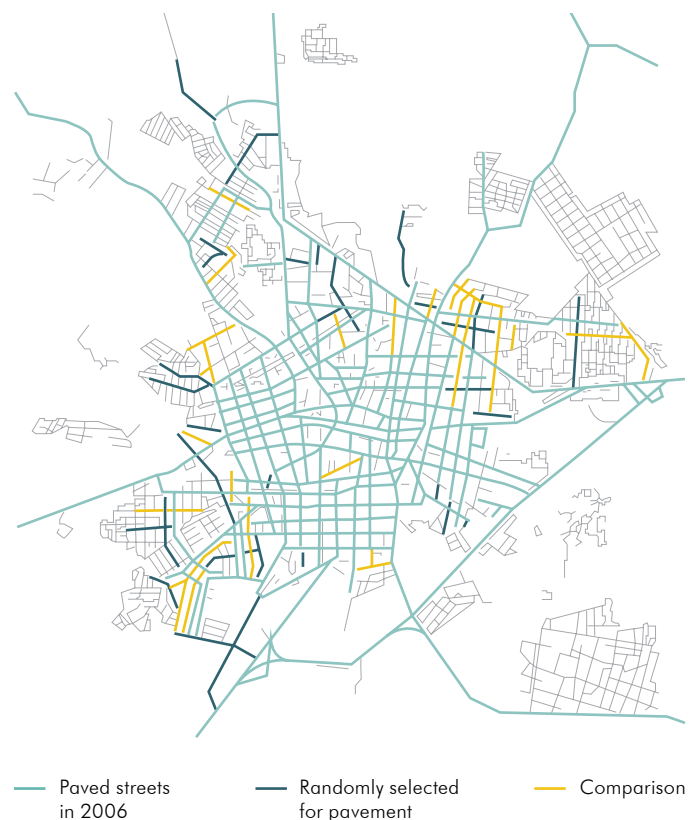 Paved streets
in 2006
Randomly selected
for pavement
Comparison